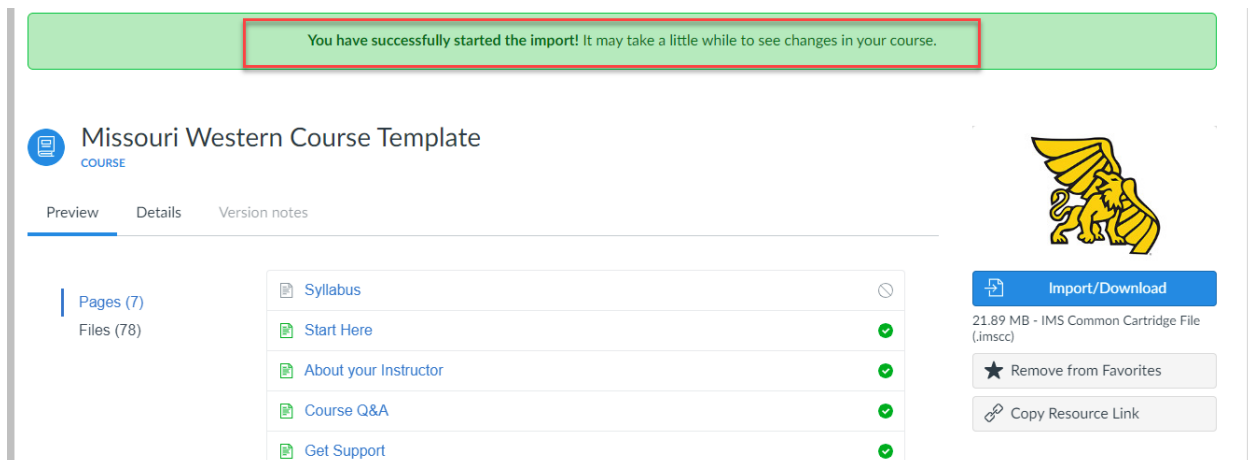 You have successfully started the import! It may take a little while to see changes in your course.
Missouri Western Course Template
COURSE
Preview
Details
Version notes
Pages (7)
Files (78)
Syllabus
Start Here
About your Instructor
Course Q&A
Get Support
Import/Download
21.89 MB - IMS Common Cartridge File
(.imscc)
Remove from Favorites
Copy Resource Link